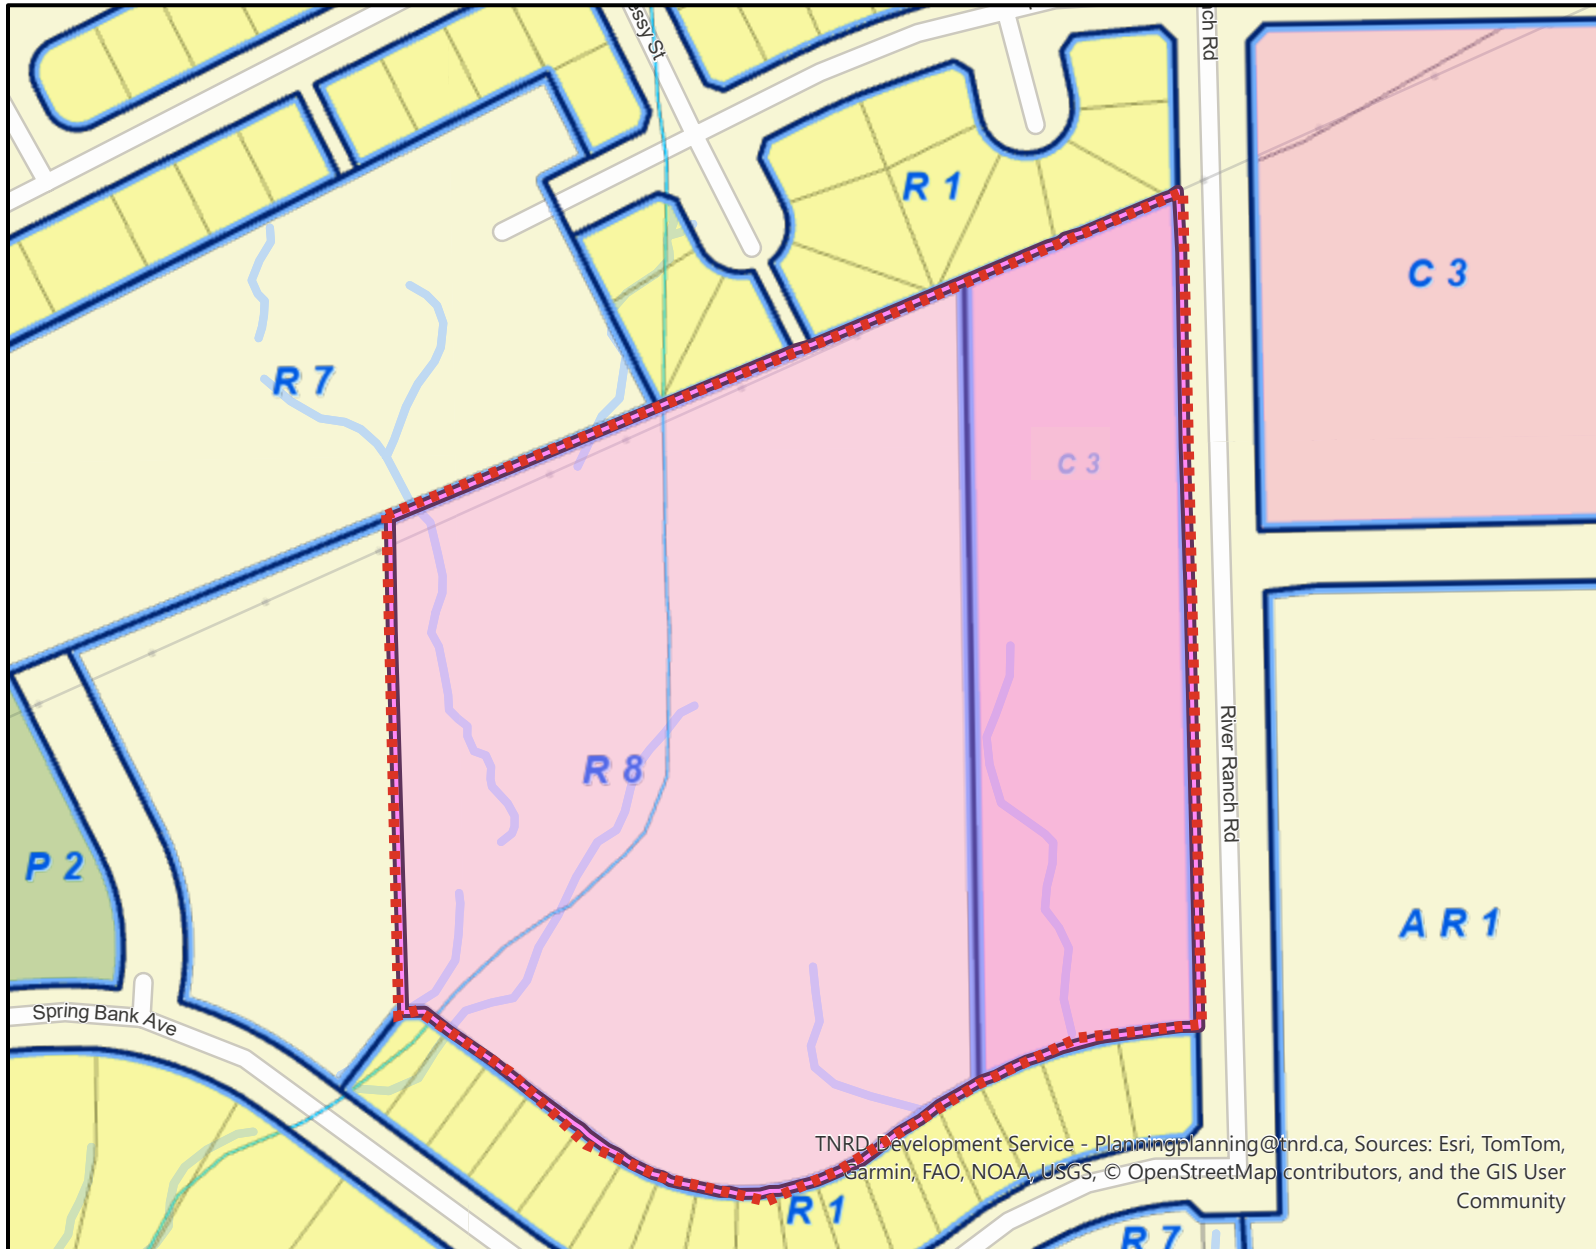 essy St
ch Rd
R 1
C 3
R 7
C 3
River Ranch Rd
R 8
P 2
AR 1
Spring Bank Ave
TNRD Development Service - Planningplanning@tnrd.ca, Sources: Esri, TomTom,
Garmin, FAO, NOAA, USGS, © OpenStreetMap contributors, and the GIS User
Community
R 1
R 7